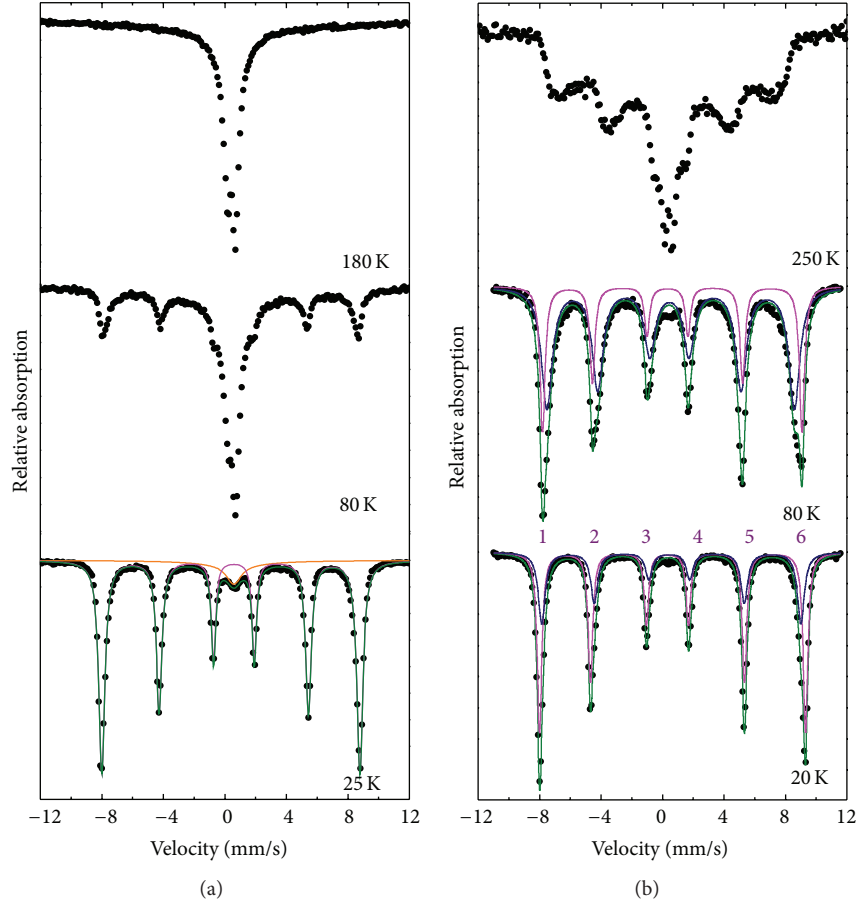 Relative absorption
180 K
80 K
25 K
−12 −8 −4 0 4 8 12
Velocity (mm/s)
(a)
Relative absorption
250 K
80 K
1 2 3 4 5 6
20 K
−12 −8 −4 0 4 8 12
Velocity (mm/s)
(b)